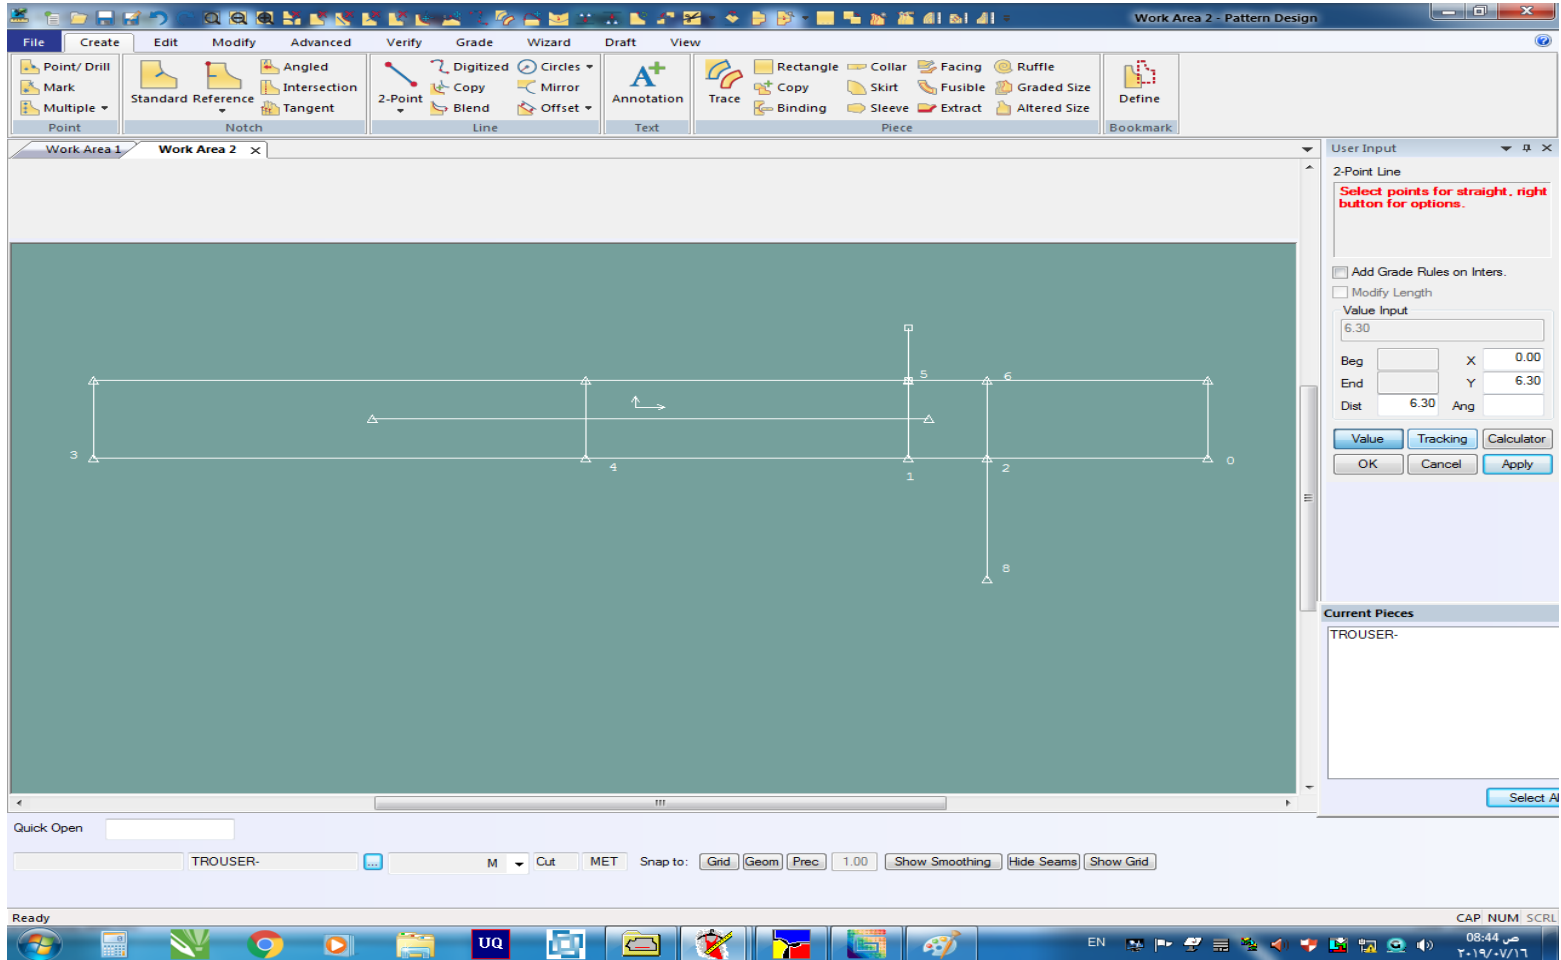 Work Area 2 - Pattern Design
File Create Edit Modify Advanced Verify Grade Wizard Draft View
Point/ Drill
Mark
Multiple
Point
Standard Reference
Angled
Intersection
Tangent
Notch
2-Point
Digitized Circles
Copy Mirror
Blend Offset
Line
Annotation
Text
Trace
Rectangle Collar Facing Ruffle
Copy Skirt Fusible Graded Size
Binding Sleeve Extract Altered Size
Piece
Define
Bookmark
Work Area 1 Work Area 2 x
User Input
2-Point Line
Select points for straight, right
button for options.
Add Grade Rules on Inters.
Modify Length
Value Input
6.30
Beg X 0.00
End Y 6.30
Dist 6.30 Ang
Value Tracking Calculator
OK Cancel Apply
5 6
3 4 1 2 0
8
Current Pieces
TROUSER-
Select Al
Quick Open
TROUSER- ... M Cut MET Snap to: Grid Geom Prec 1.00 Show Smoothing Hide Seams Show Grid
Ready
CAP NUM SCRL
UQ
EN
08:44 ص
٢٠١٩/٠٧/١٦